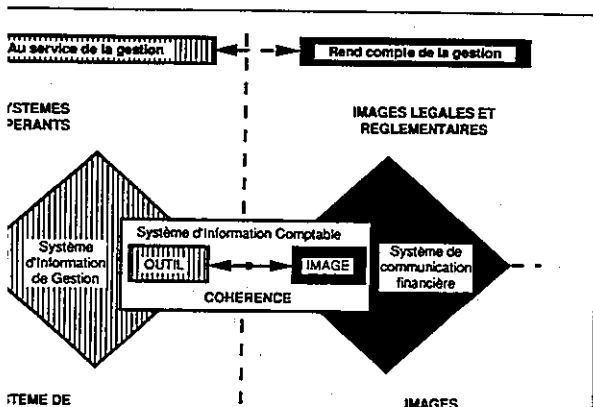 Au service de la gestion
Rend compte de la gestion
YSTEMES
PERANTS
IMAGES LEGALES ET
REGLEMENTAIRES
Système d'Information Comptable
Système
d'Information
de Gestion
OUTIL
IMAGE
COHERENCE
Système de
communication
financière
TEME DE
IMAGES